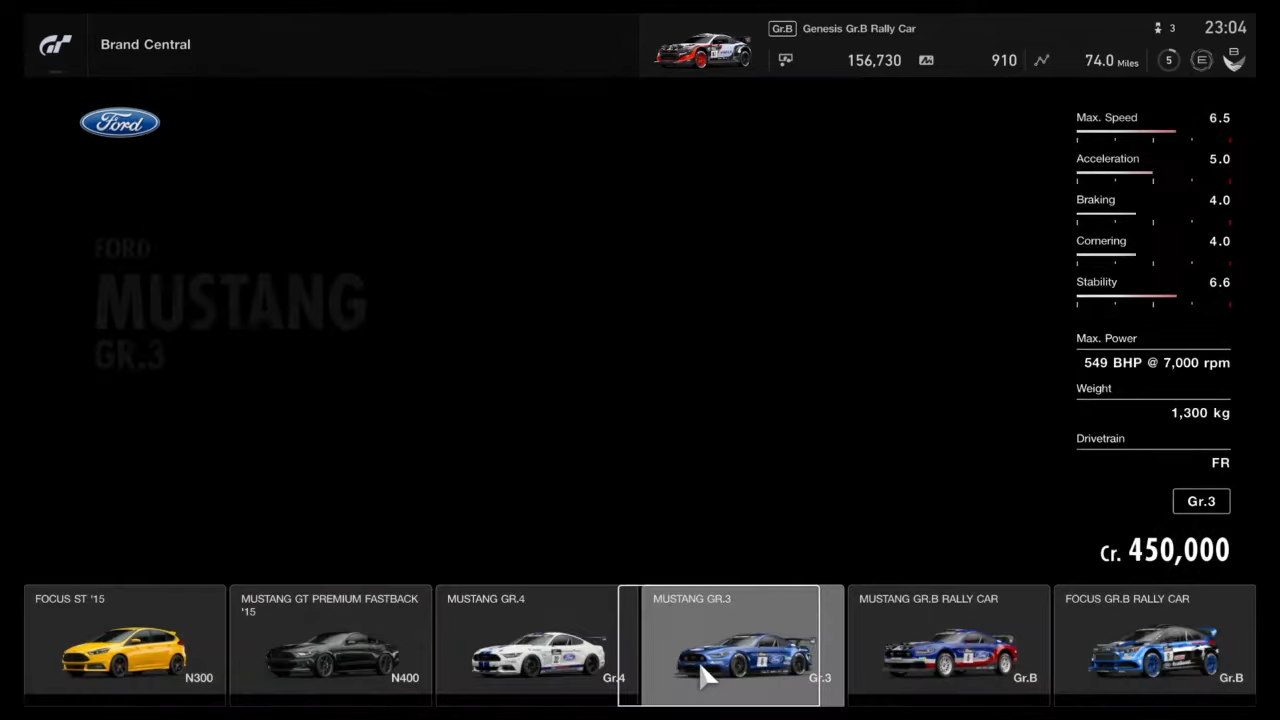 GT
Brand Central
Gr.B Genesis Gr.B Rally Car
3
23:04
156,730
910
74.0 Miles
5
E
B
Ford
FORD
MUSTANG
GR.3
Max. Speed 6.5
Acceleration 5.0
Braking 4.0
Cornering 4.0
Stability 6.6
Max. Power
549 BHP @ 7,000 rpm
Weight
1,300 kg
Drivetrain
FR
Gr.3
Cr. 450,000
FOCUS ST '15
N300
MUSTANG GT PREMIUM FASTBACK
'15
N400
MUSTANG GR.4
Gr.4
MUSTANG GR.3
Gr.3
MUSTANG GR.B RALLY CAR
Gr.B
FOCUS GR.B RALLY CAR
Gr.B